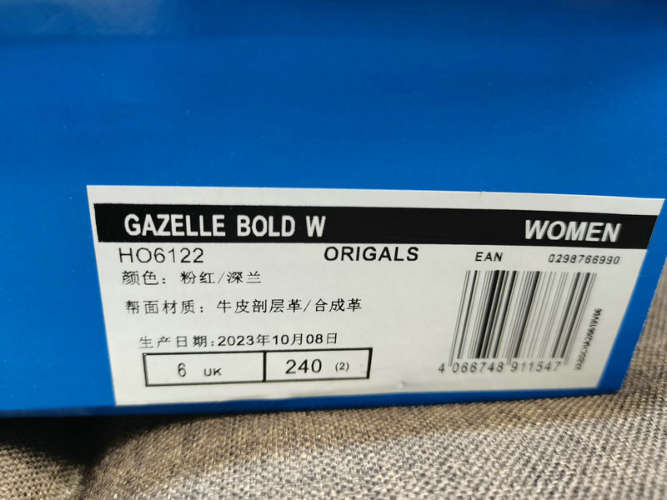 GAZELLE BOLD W WOMEN
HO6122 ORIGALS EAN 0298766990
颜色: 粉红/深兰
帮面材质: 牛皮剖层革/合成革
生产日期:2023年10月08日
6 UK 240 (2)
4 066748 911547